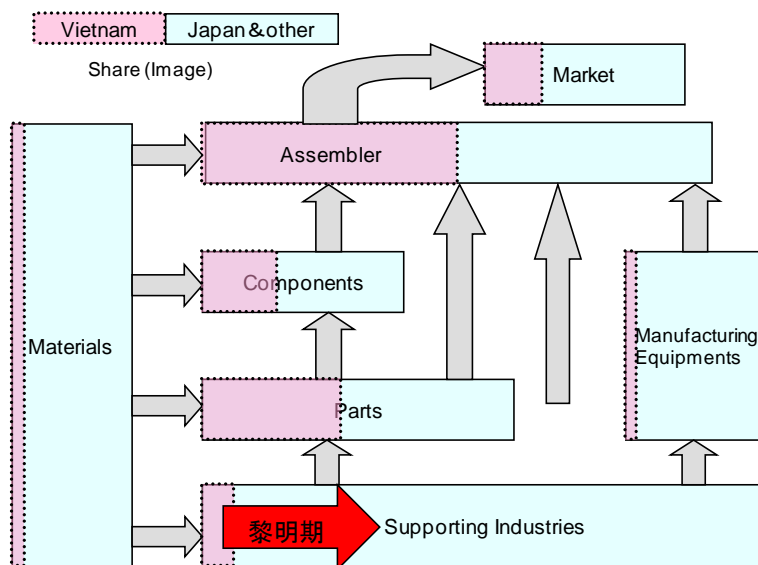 Vietnam
Japan&other
Share (Image)
Market
Assembler
Components
Materials
Manufacturing
Equipments
Parts
黎明期
Supporting Industries